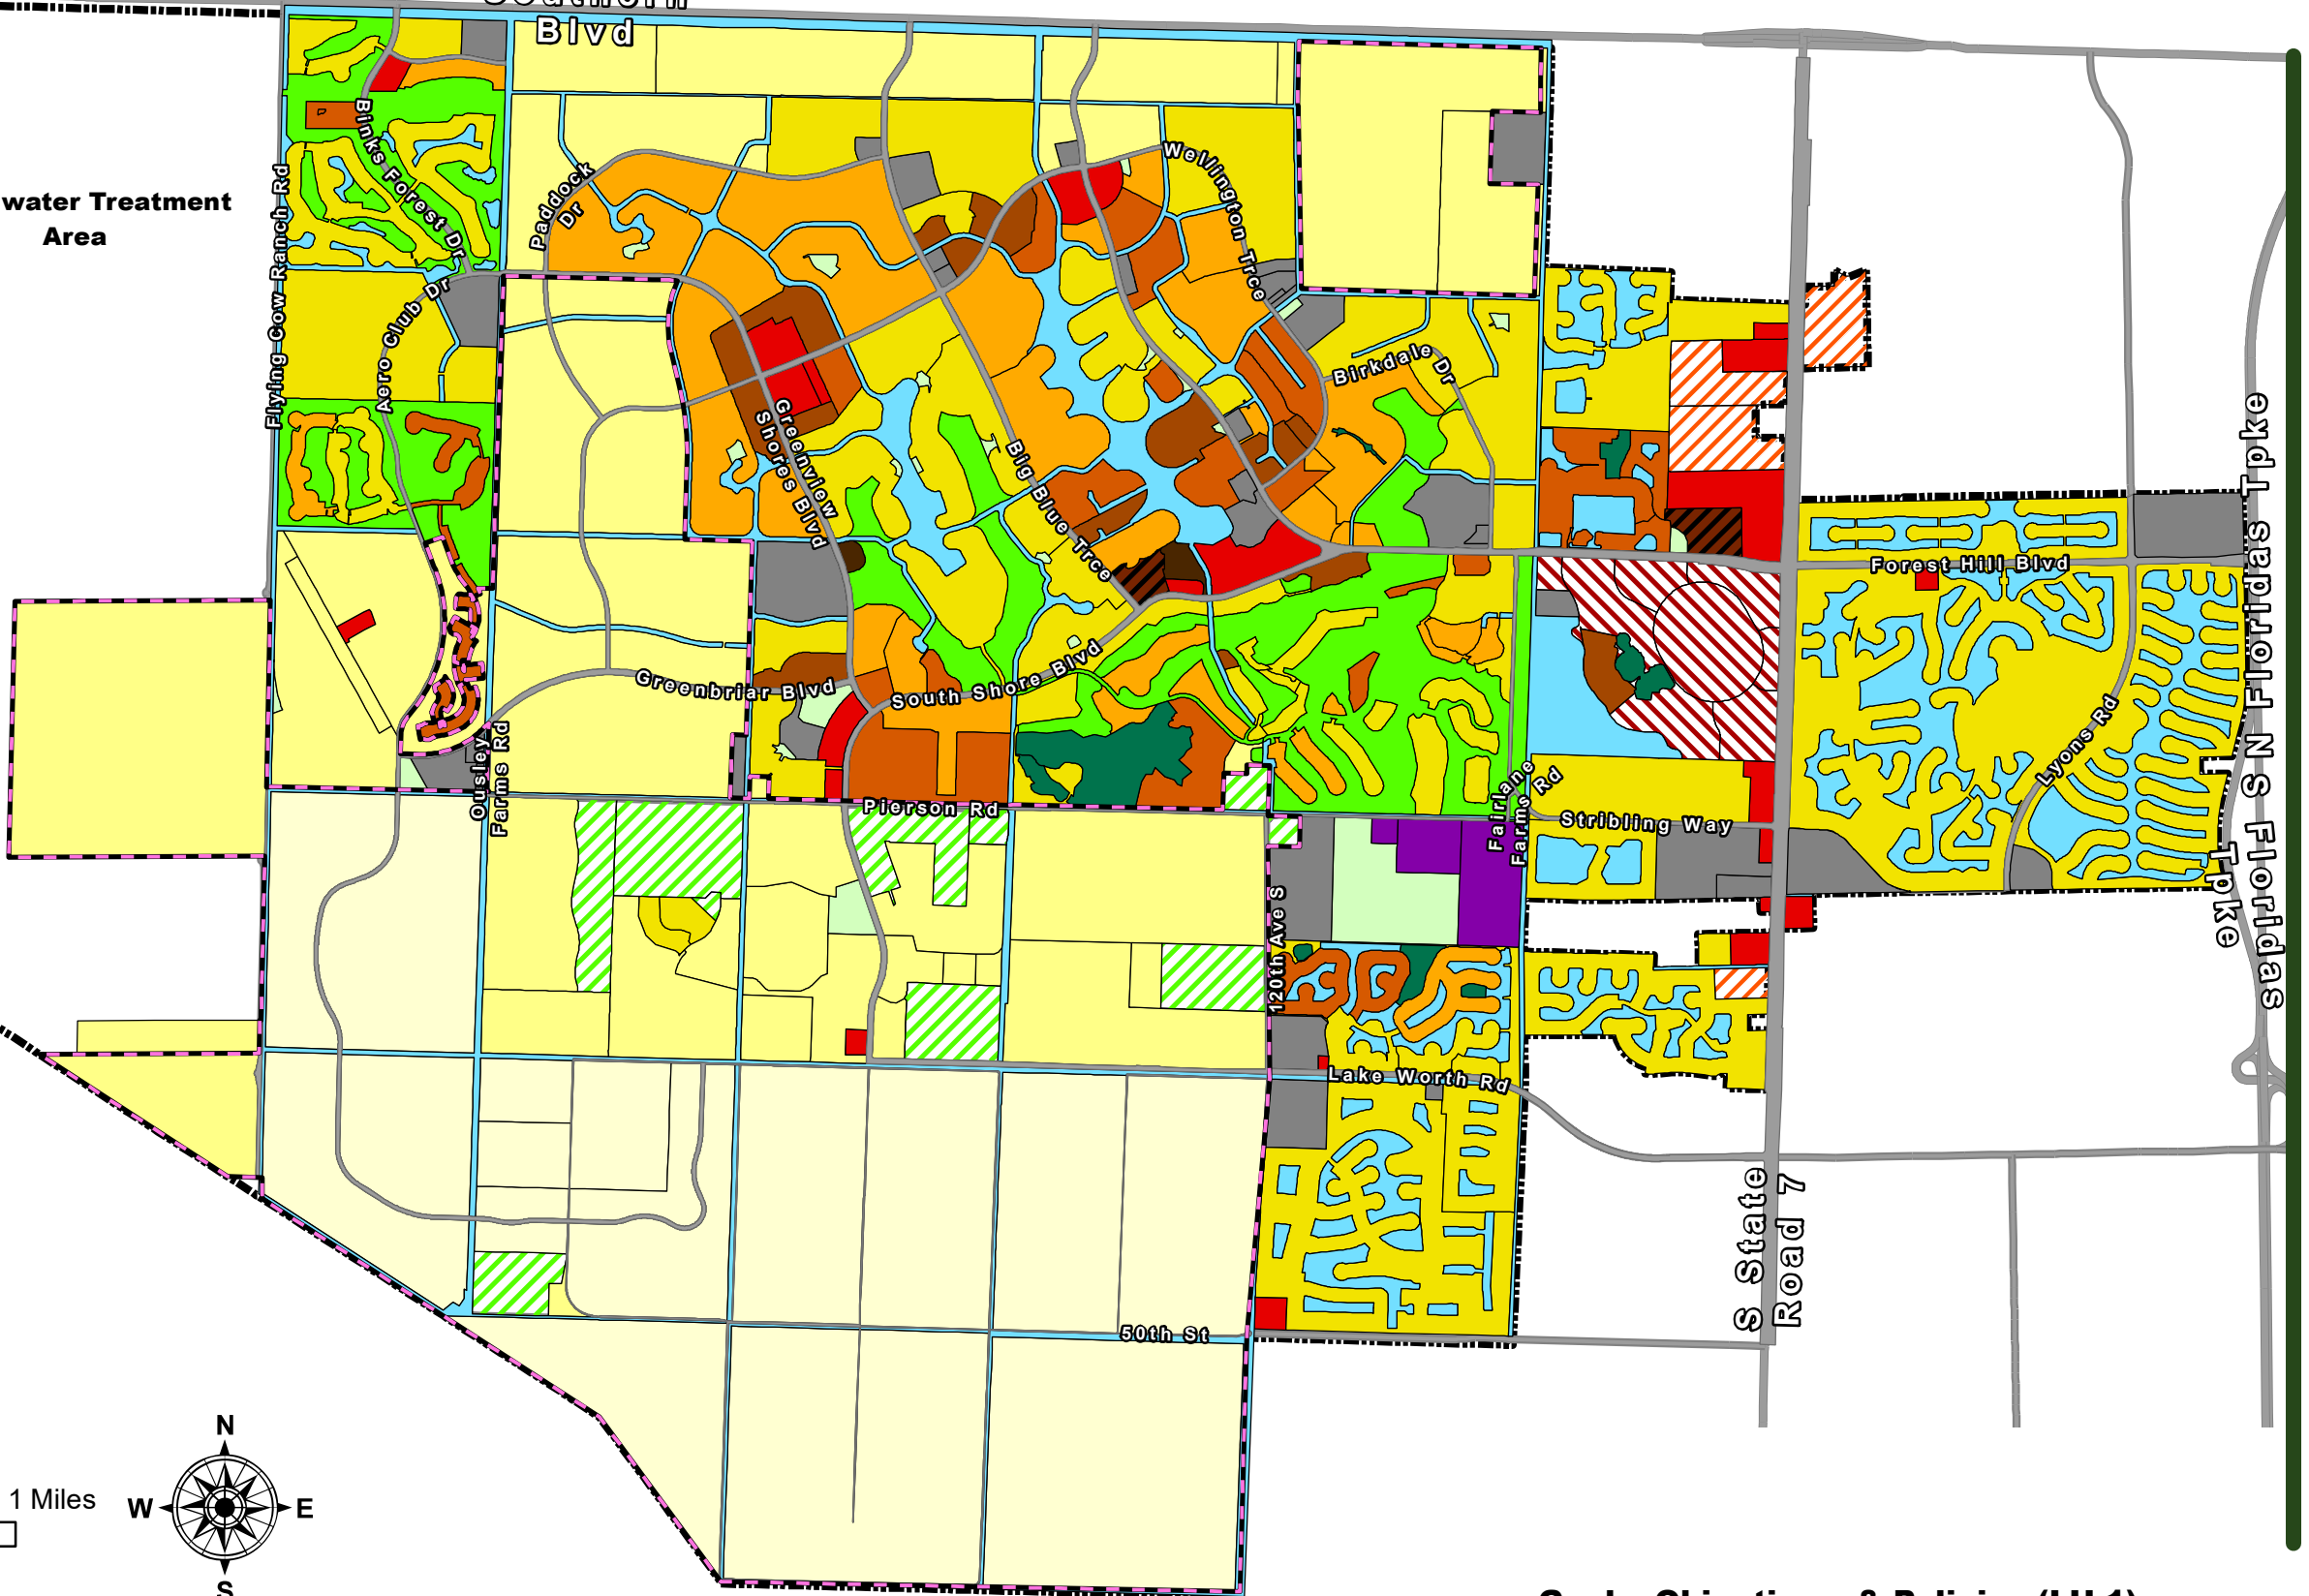 Southern
Blvd
water Treatment
Area
Flying Cow Ranch Rd
Binks Forest Dr
Aero Club Dr
Paddock
Dr
Wellington Trce
Birkdale Dr
Greenview
Shores Blvd
Big Blue Trce
Forest Hill Blvd
Greenbriar Blvd
South Shore Blvd
Ousley
Farms Rd
Pierson Rd
Fairlane
Farms Rd
Stribling Way
Lyons Rd
N Floridas Tpke
S Floridas
Tpke
120th Ave S
Lake Worth Rd
S State
Road 7
50th St
N
W
E
S
1 Miles